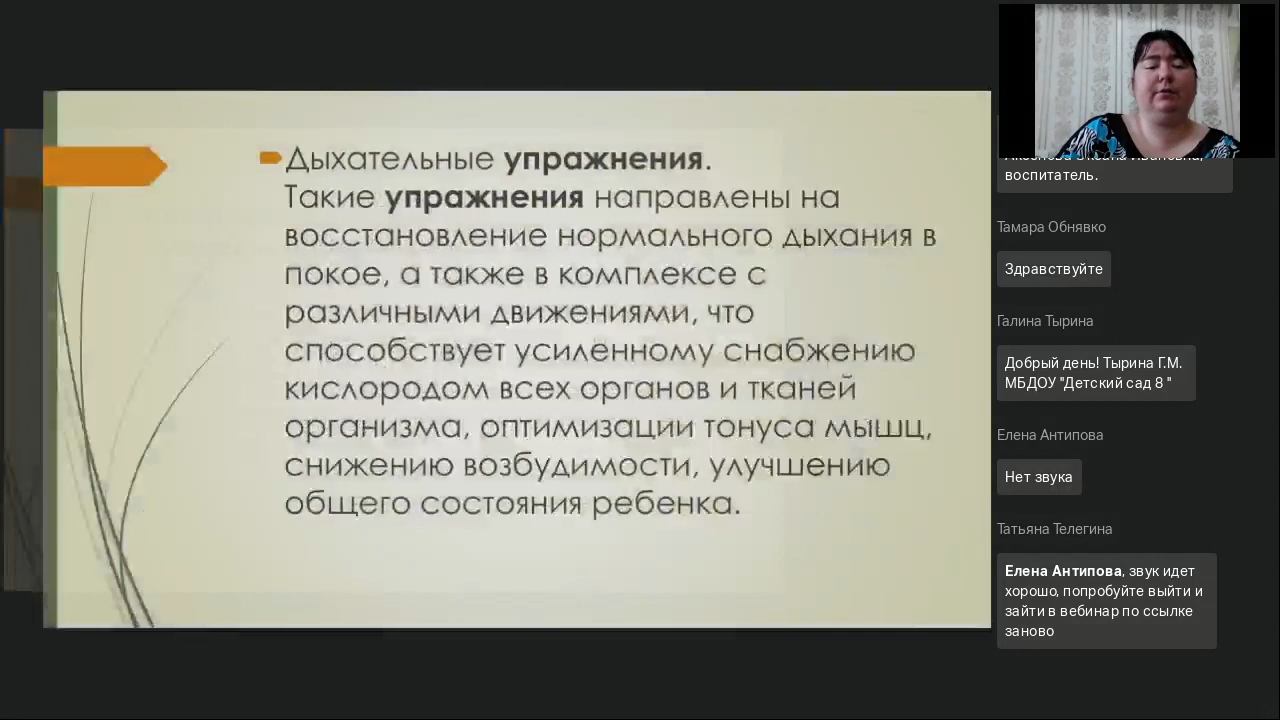 Дыхательные упражнения.
Такие упражнения направлены на
восстановление нормального дыхания в
покое, а также в комплексе с
различными движениями, что
способствует усиленному снабжению
кислородом всех органов и тканей
организма, оптимизации тонуса мышц,
снижению возбудимости, улучшению
общего состояния ребенка.
воспитатель.
Тамара Обнявко
Здравствуйте
Галина Тырина
Добрый день! Тырина Г.М.
МБДОУ "Детский сад 8 "
Елена Антипова
Нет звука
Татьяна Телегина
Елена Антипова, звук идет
хорошо, попробуйте выйти и
зайти в вебинар по ссылке
заново